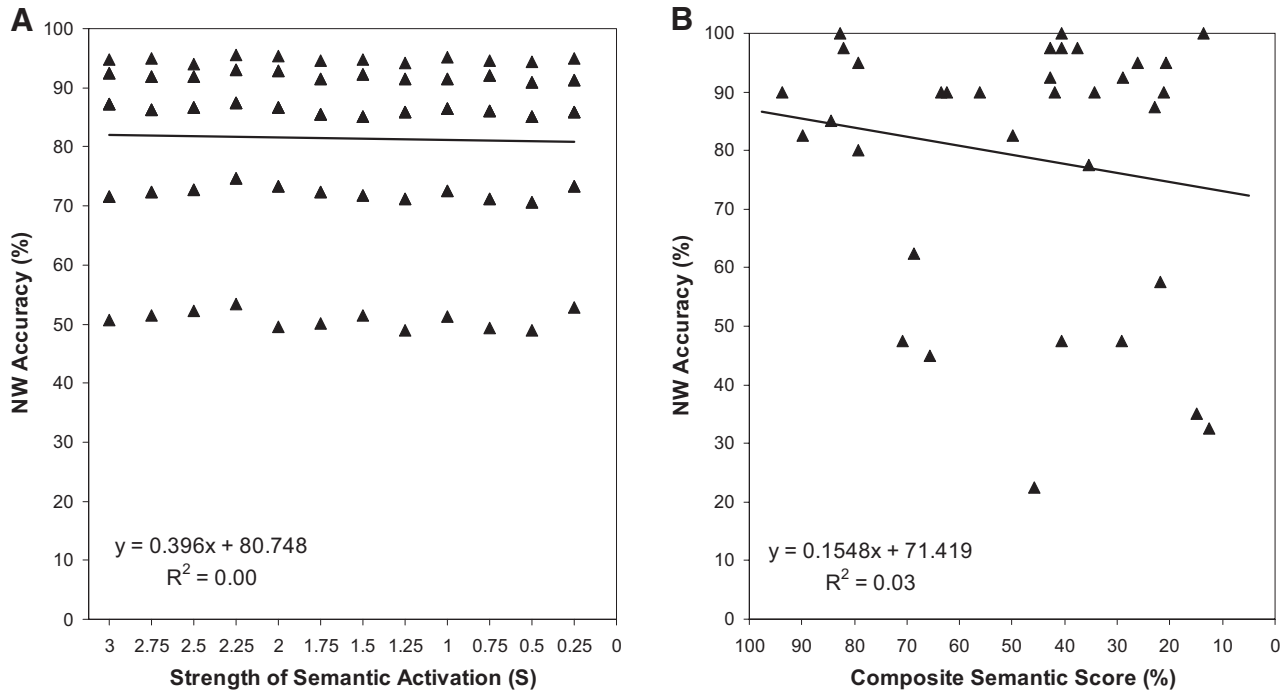 A
NW Accuracy (%)
100
90
80
70
60
50
40
30
20
10
0
y = 0.396x + 80.748
R² = 0.00
3 2.75 2.5 2.25 2 1.75 1.5 1.25 1 0.75 0.5 0.25 0
Strength of Semantic Activation (S)
B
NW Accuracy (%)
100
90
80
70
60
50
40
30
20
10
0
y = 0.1548x + 71.419
R² = 0.03
100 90 80 70 60 50 40 30 20 10 0
Composite Semantic Score (%)